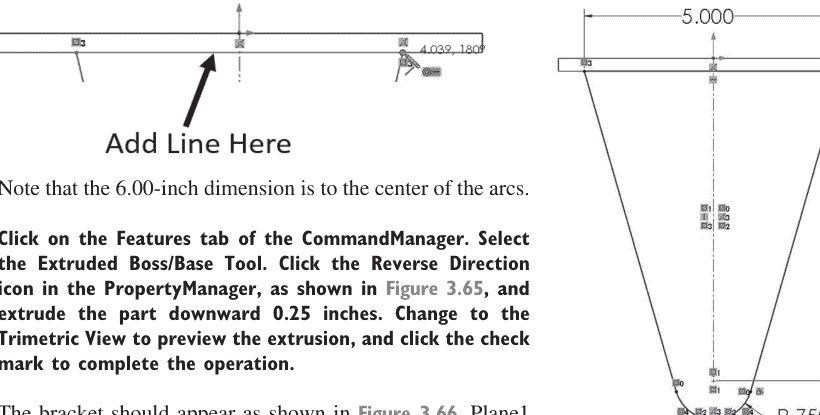 4.039, 180°
Add Line Here
Note that the 6.00-inch dimension is to the center of the arcs.
Click on the Features tab of the CommandManager. Select
the Extruded Boss/Base Tool. Click the Reverse Direction
icon in the PropertyManager, as shown in Figure 3.65, and
extrude the part downward 0.25 inches. Change to the
Trimetric View to preview the extrusion, and click the check
mark to complete the operation.
The bracket should appear as shown in Figure 3.66. Plane1
5.000